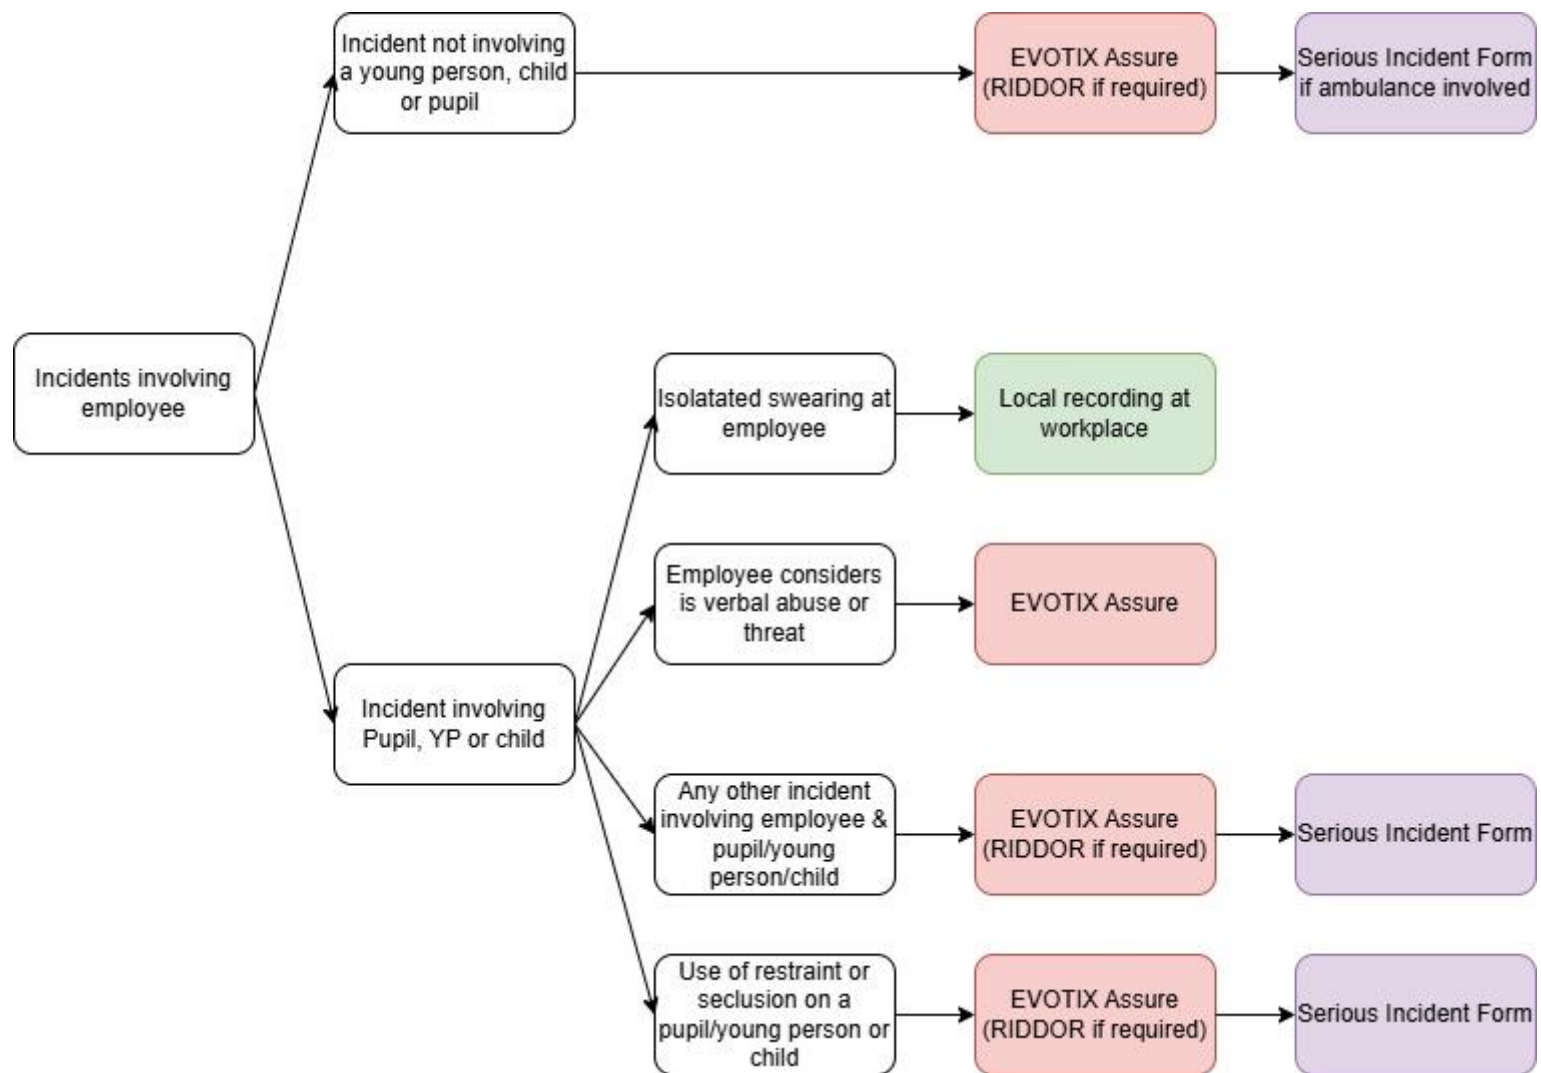 Incident not involving
a young person, child
or pupil
EVOTIX Assure
(RIDDOR if required)
Serious Incident Form
if ambulance involved
Incidents involving
employee
Isolatated swearing at
employee
Local recording at
workplace
Employee considers
is verbal abuse or
threat
EVOTIX Assure
Incident involving
Pupil, YP or child
Any other incident
involving employee &
pupil/young
person/child
EVOTIX Assure
(RIDDOR if required)
Serious Incident Form
Use of restraint or
seclusion on a
pupil/young person or
child
EVOTIX Assure
(RIDDOR if required)
Serious Incident Form